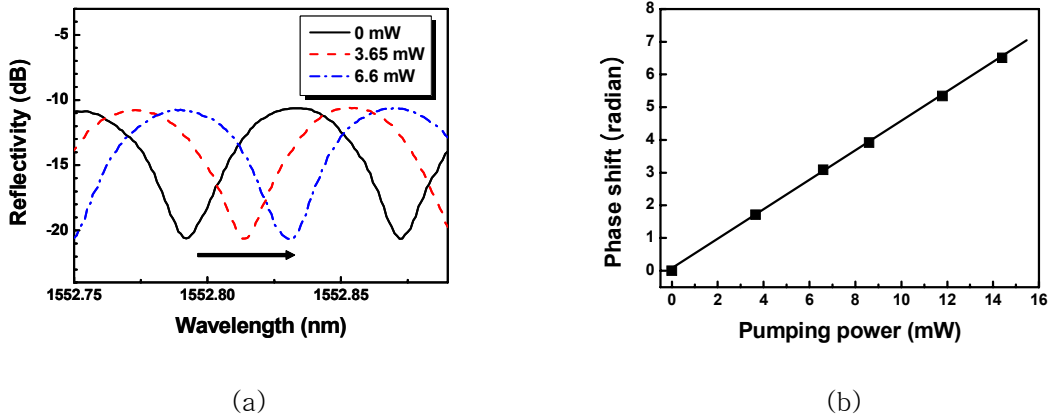 -5
-10
-15
-20
1552.75
1552.80
1552.85
Reflectivity (dB)
Wavelength (nm)
0 mW
3.65 mW
6.6 mW
(a)
8
7
6
5
4
3
2
1
0
0
2
4
6
8
10
12
14
16
Phase shift (radian)
Pumping power (mW)
(b)